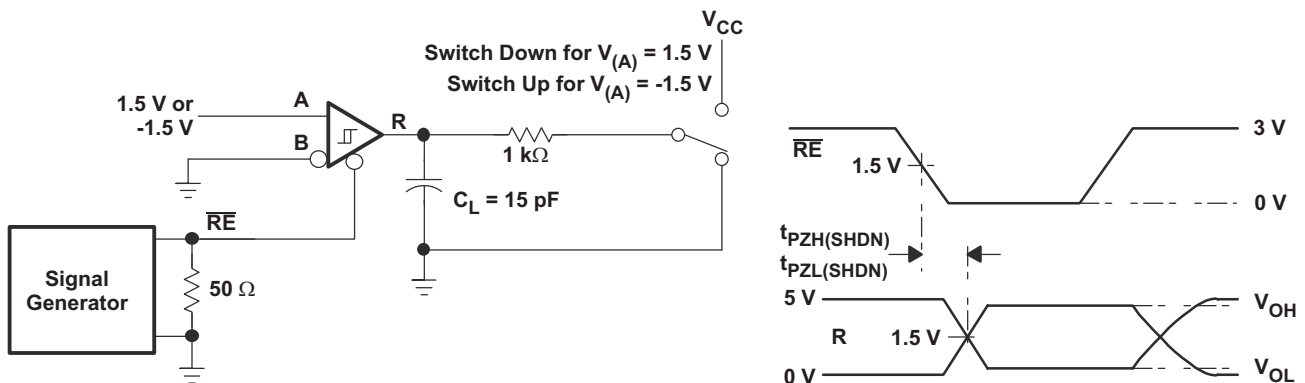 V_CC
Switch Down for V_(A) = 1.5 V
Switch Up for V_(A) = -1.5 V
1.5 V or
-1.5 V
A
B
R
1 kΩ
C_L = 15 pF
R̅E̅
Signal
Generator
50 Ω
R̅E̅
3 V
1.5 V
0 V
t_PZH(SHDN)
t_PZL(SHDN)
5 V
V_OH
R
1.5 V
0 V
V_OL